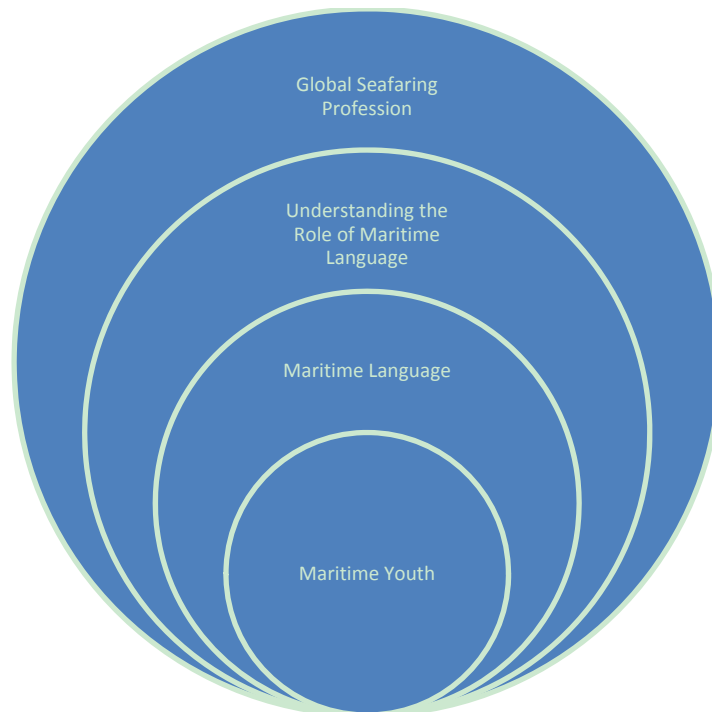 Global Seafaring
Profession
Understanding the
Role of Maritime
Language
Maritime Language
Maritime Youth